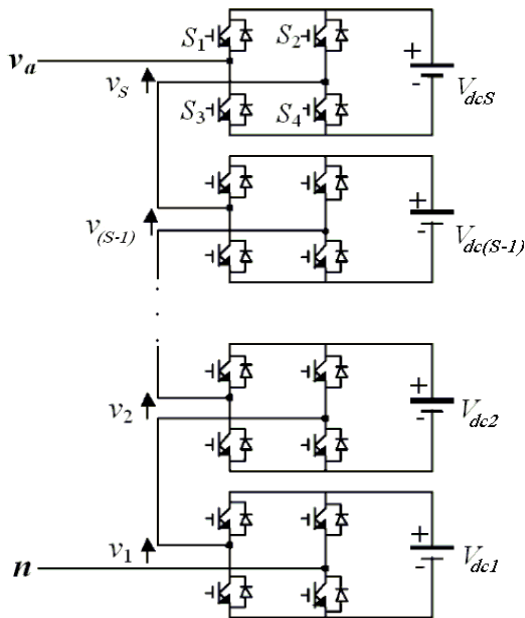 S1 S2
+
va
vS
-
VdcS
S3 S4
+
v(S-1)
-
Vdc(S-1)
+
v2
-
Vdc2
+
v1
-
Vdc1
n